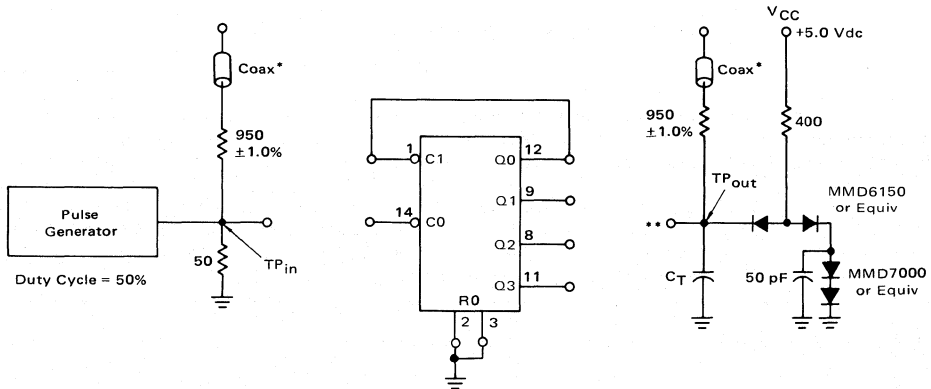 Coax*
950
±1.0%
Pulse
Generator
50
TPin
Duty Cycle = 50%
1
C1
Q0
12
Q1
9
14
C0
Q2
8
Q3
11
R0
2
3
VCC
+5.0 Vdc
Coax*
950
±1.0%
400
TPout
MMD6150
or Equiv
**
CT
50 pF
MMD7000
or Equiv